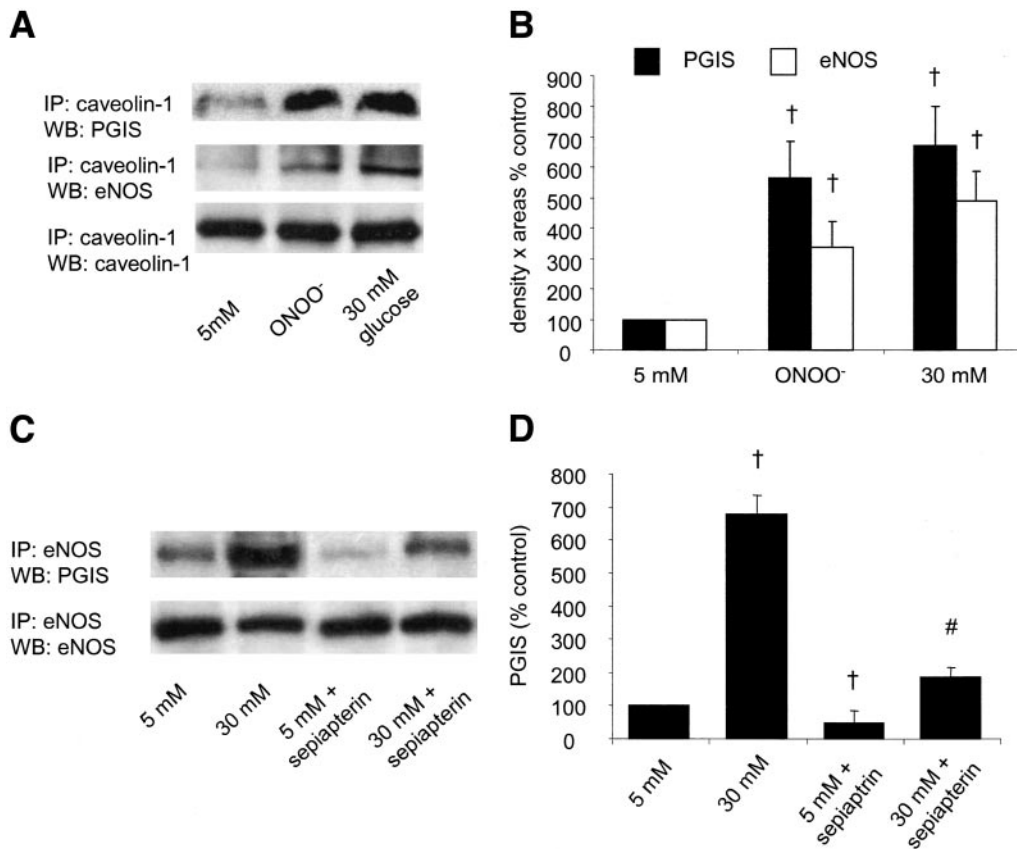 A
IP: caveolin-1
WB: PGIS
IP: caveolin-1
WB: eNOS
IP: caveolin-1
WB: caveolin-1
5mM
ONOO⁻
30 mM
glucose
B
PGIS
eNOS
density x areas % control
900
800
700
600
500
400
300
200
100
0
†
†
†
†
5 mM
ONOO⁻
30 mM
C
IP: eNOS
WB: PGIS
IP: eNOS
WB: eNOS
5 mM
30 mM
5 mM +
sepiapterin
30 mM +
sepiapterin
D
PGIS (% control)
800
700
600
500
400
300
200
100
0
†
†
#
5 mM
30 mM
5 mM +
sepiaptrin
30 mM +
sepiapterin